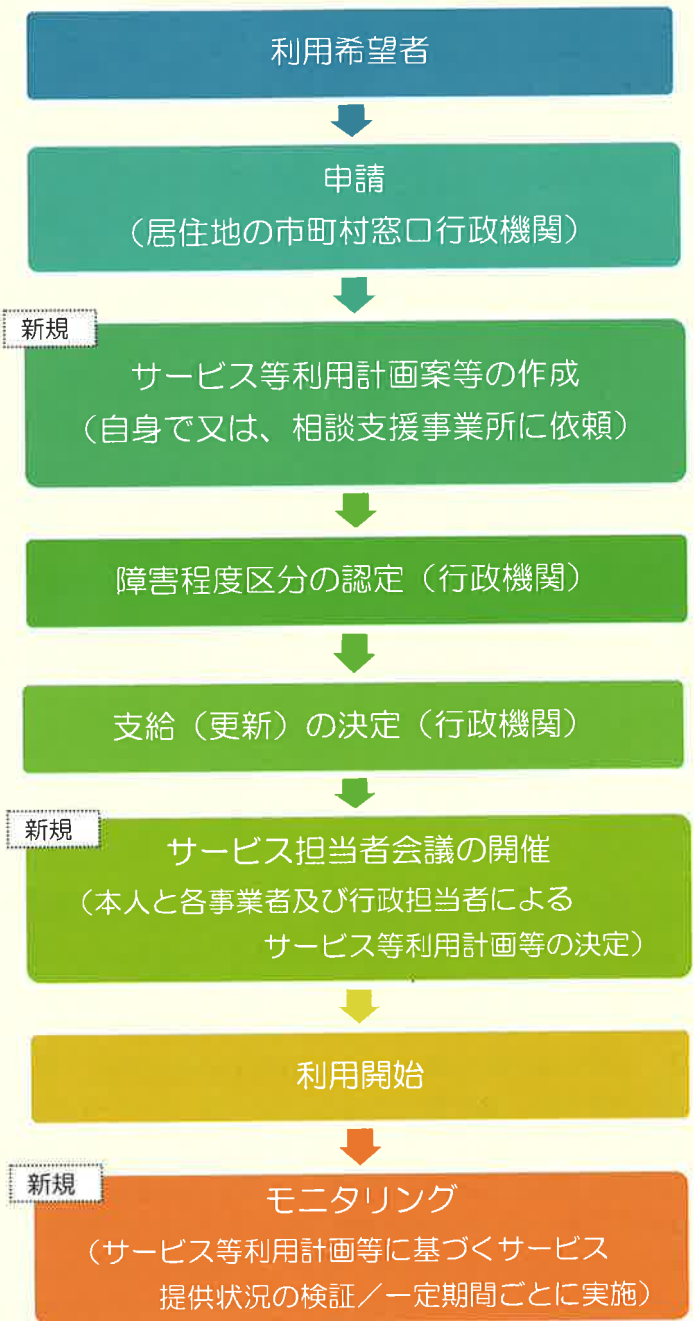 利用希望者
申請
（居住地の市町村窓口行政機関）
新規
サービス等利用計画案等の作成
（自身で又は、相談支援事業所に依頼）
障害程度区分の認定（行政機関）
支給（更新）の決定（行政機関）
新規
サービス担当者会議の開催
（本人と各事業者及び行政担当者による
サービス等利用計画等の決定）
利用開始
新規
モニタリング
（サービス等利用計画等に基づくサービス
提供状況の検証／一定期間ごとに実施）